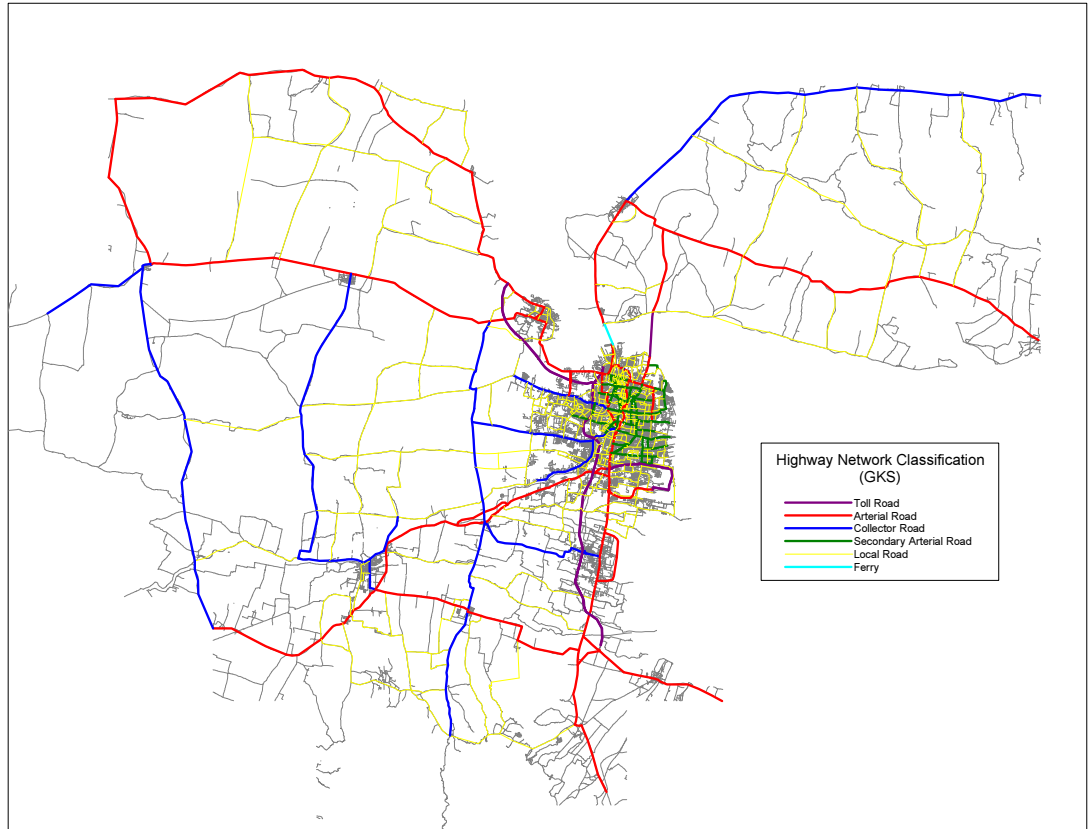 Highway Network Classification
(GKS)
Toll Road
Arterial Road
Collector Road
Secondary Arterial Road
Local Road
Ferry